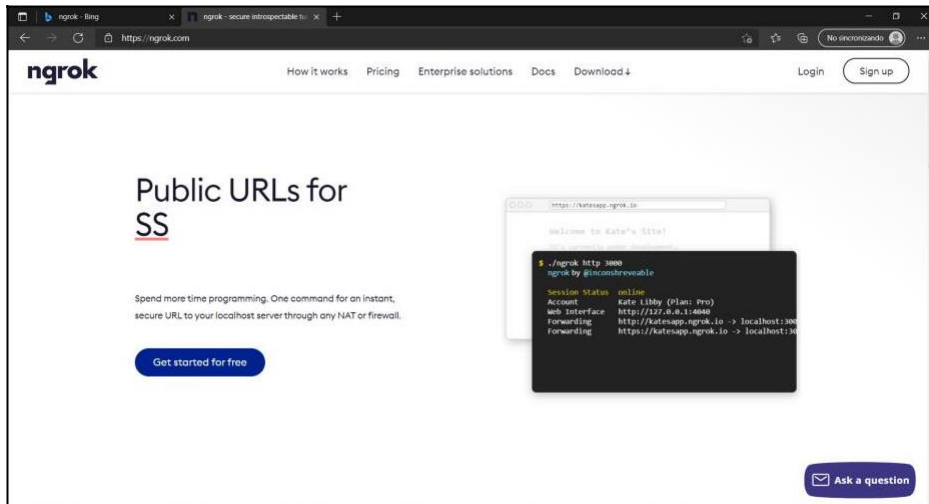 ngrok - Bing
ngrok - secure introspectable
https://ngrok.com
No sincronizando
ngrok
How it works Pricing Enterprise solutions Docs Download ↓ Login Sign up
Public URLs for
SS
Spend more time programming. One command for an instant,
secure URL to your localhost server through any NAT or firewall.
Get started for free
https://katesapp.ngrok.io
Welcome to Kate's Site!
$ ./ngrok http 3000
ngrok by @inconshreveable
Session Status online
Account Kate Libby (Plan: Pro)
Web Interface http://127.0.0.1:4040
Forwarding http://katesapp.ngrok.io -> localhost:300
Forwarding https://katesapp.ngrok.io -> localhost:30
Ask a question